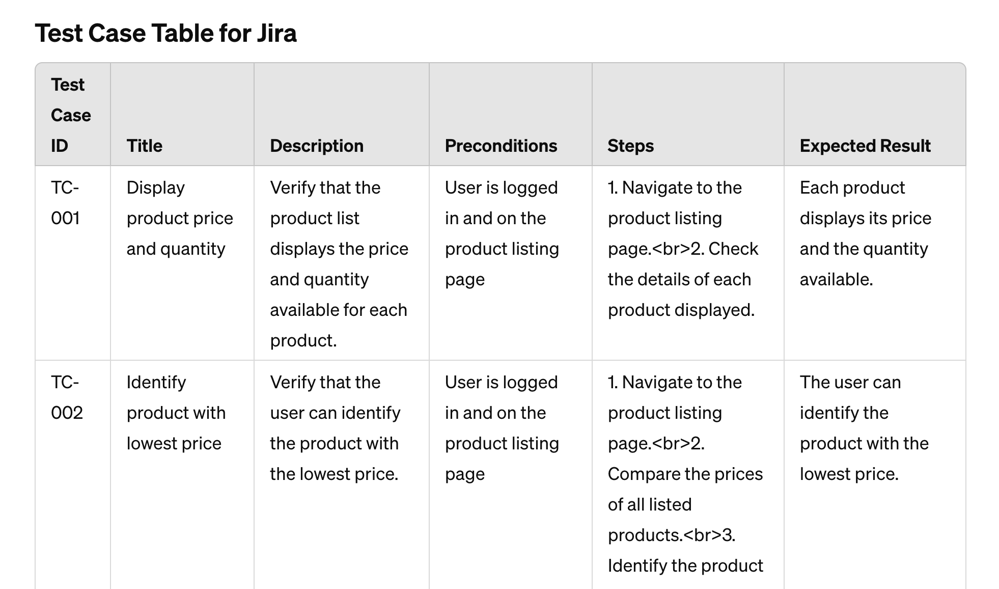 Test Case Table for Jira
Test
Case
ID
Title
Description
Preconditions
Steps
Expected Result
TC-
001
Display
product price
and quantity
Verify that the
product list
displays the price
and quantity
available for each
product.
User is logged
in and on the
product listing
page
1. Navigate to the
product listing
page.<br>2. Check
the details of each
product displayed.
Each product
displays its price
and the quantity
available.
TC-
002
Identify
product with
lowest price
Verify that the
user can identify
the product with
the lowest price.
User is logged
in and on the
product listing
page
1. Navigate to the
product listing
page.<br>2.
Compare the prices
of all listed
products.<br>3.
Identify the product
The user can
identify the
product with the
lowest price.